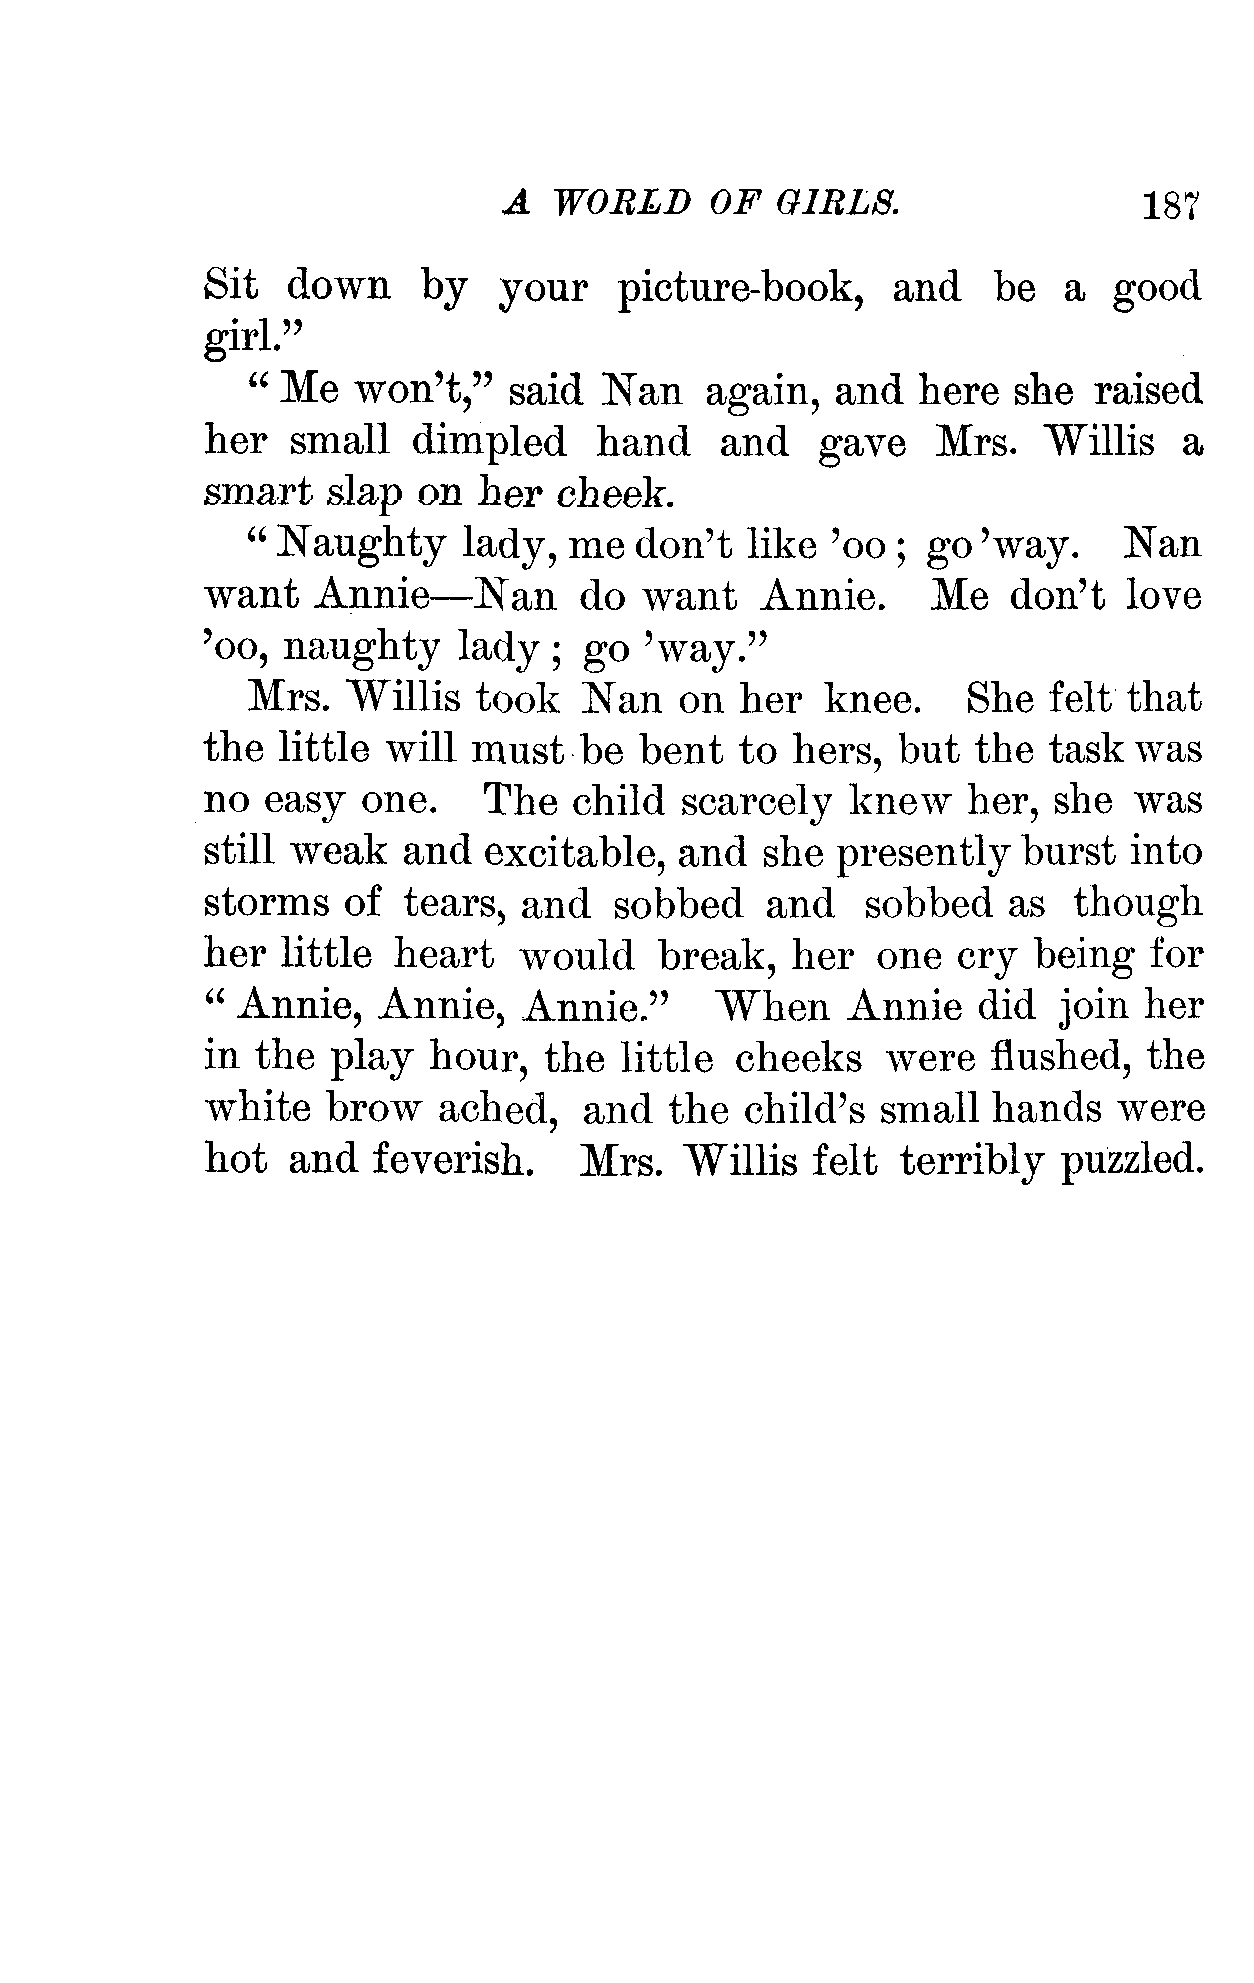 A WORLD OF GIRLS. 187
Sit down by your picture-book, and be a good
girl.”
“ Me won’t,” said Nan again, and here she raised
her small dimpled hand and gave Mrs. Willis a
smart slap on her cheek.
“ Naughty lady, me don’t like ’oo ; go ’way. Nan
want Annie—Nan do want Annie. Me don’t love
’oo, naughty lady ; go ’way.”
Mrs. Willis took Nan on her knee. She felt that
the little will must be bent to hers, but the task was
no easy one. The child scarcely knew her, she was
still weak and excitable, and she presently burst into
storms of tears, and sobbed and sobbed as though
her little heart would break, her one cry being for
“ Annie, Annie, Annie.” When Annie did join her
in the play hour, the little cheeks were flushed, the
white brow ached, and the child’s small hands were
hot and feverish. Mrs. Willis felt terribly puzzled.